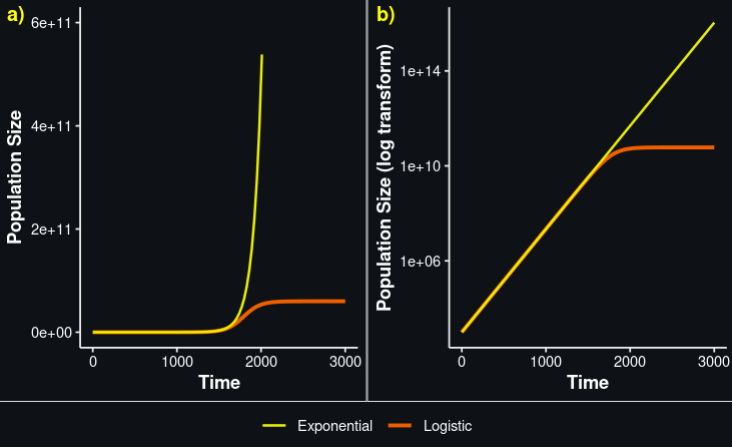 a)
Population Size
6e+11
4e+11
2e+11
0e+00
0 1000 2000 3000
Time
b)
Population Size (log transform)
1e+14
1e+10
1e+06
0 1000 2000 3000
Time
Exponential Logistic